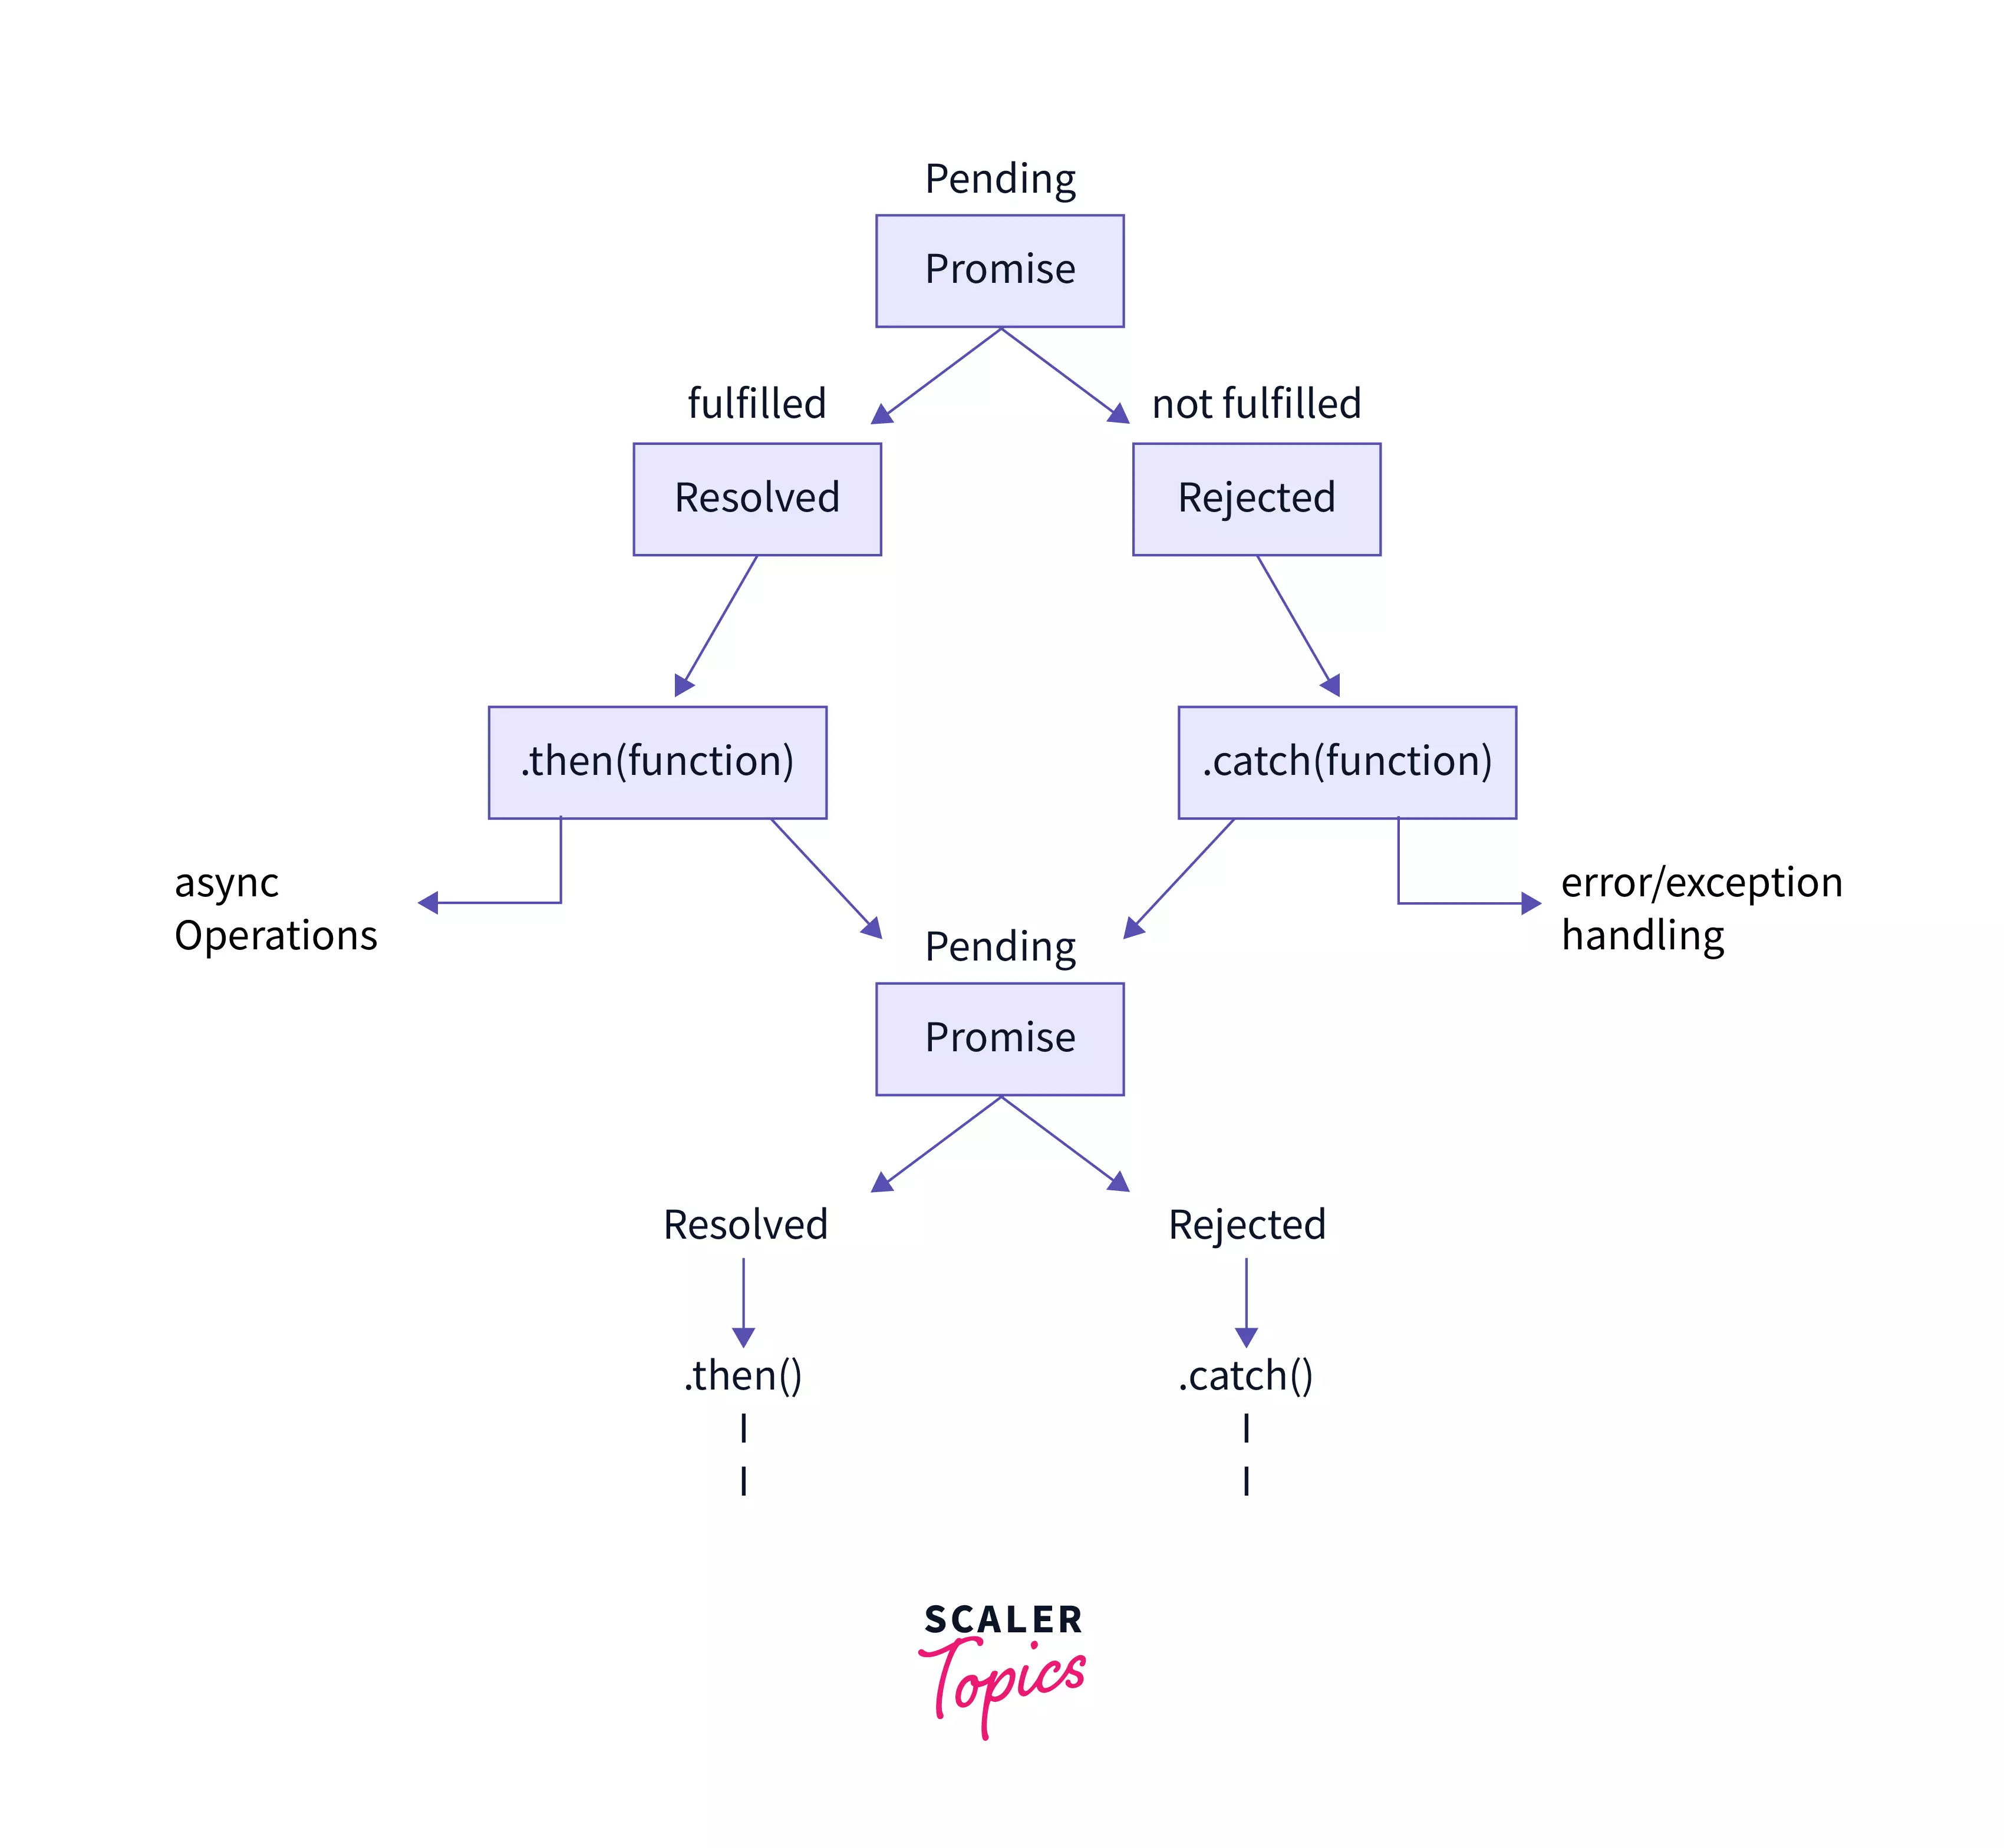 Pending
Promise
fulfilled
not fulfilled
Resolved
Rejected
.then(function)
.catch(function)
async
Operations
error/exception
handling
Pending
Promise
Resolved
Rejected
.then()
.catch()
SCALER
Topics